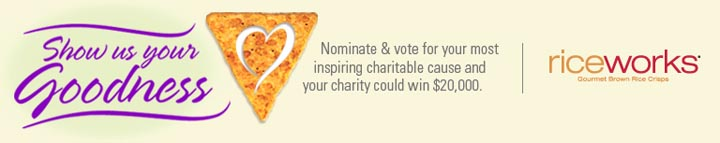 Show us your
Goodness
Nominate & vote for your most
inspiring charitable cause and
your charity could win $20,000.
riceworks
Gourmet Brown Rice Crisps